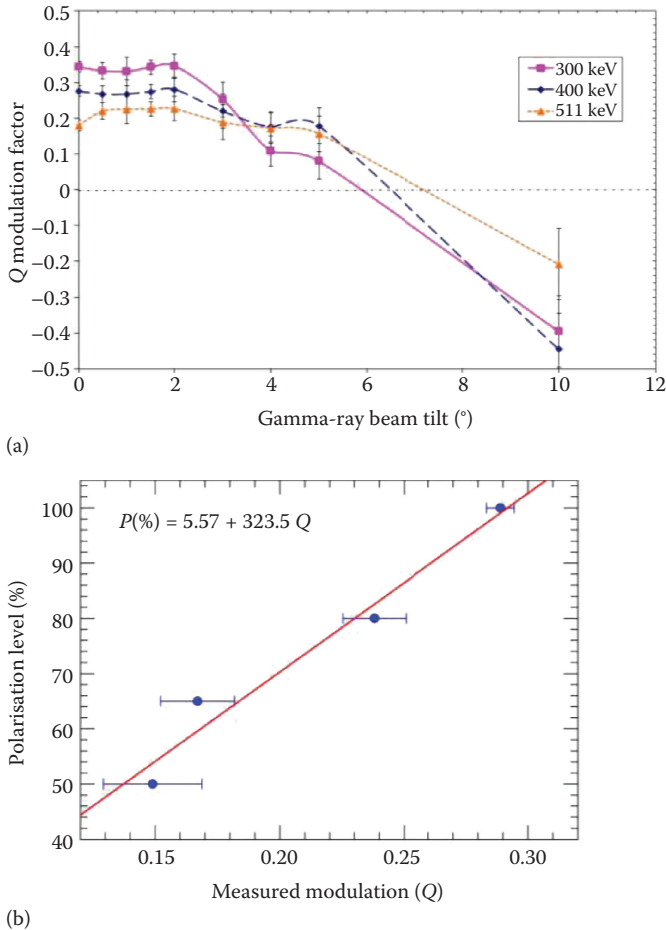 0.5
0.4
0.3
0.2
0.1
0
−0.1
−0.2
−0.3
−0.4
−0.5
Q modulation factor
300 keV
400 keV
511 keV
0 2 4 6 8 10 12
Gamma-ray beam tilt (°)
(a)
P(%) = 5.57 + 323.5 Q
100
90
80
70
60
50
40
Polarisation level (%)
0.15 0.20 0.25 0.30
Measured modulation (Q)
(b)